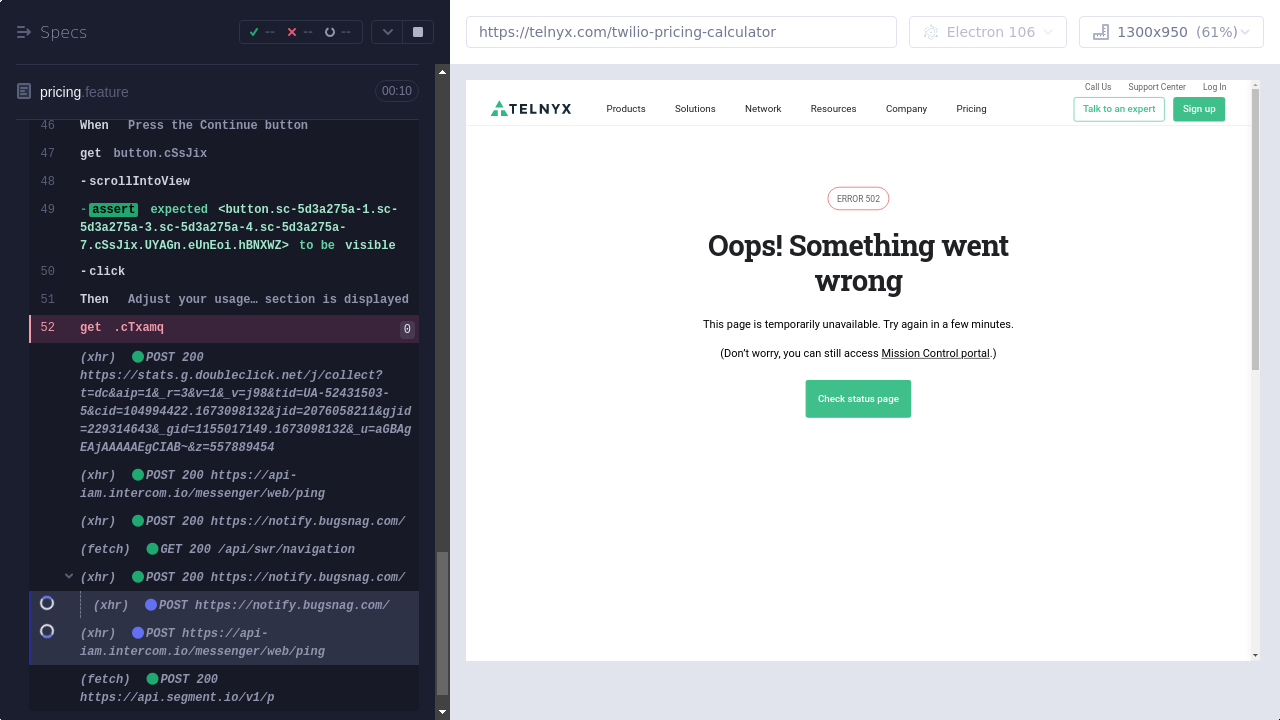 Specs
--
--
--
pricing.feature
00:10
46 When Press the Continue button
47 get button.cSsJix
48 -scrollIntoView
49 -assert expected <button.sc-5d3a275a-1.sc-
5d3a275a-3.sc-5d3a275a-4.sc-5d3a275a-
7.cSsJix.UYAGn.eUnEoi.hBNXWZ> to be visible
50 -click
51 Then Adjust your usage… section is displayed
52 get .cTxamq 0
(xhr) POST 200
https://stats.g.doubleclick.net/j/collect?
t=dc&aip=1&_r=3&v=1&_v=j98&tid=UA-52431503-
5&cid=104994422.1673098132&jid=2076058211&gjid
=225314643&_gid=1155017149.1673098132&_u=aGBAg
EAjAAAAAEgCIAB~&z=557889454
(xhr) POST 200 https://api-
iam.intercom.io/messenger/web/ping
(xhr) POST 200 https://notify.bugsnag.com/
(fetch) GET 200 /api/swr/navigation
(xhr) POST 200 https://notify.bugsnag.com/
(xhr) POST https://notify.bugsnag.com/
(xhr) POST https://api-
iam.intercom.io/messenger/web/ping
(fetch) POST 200
https://api.segment.io/v1/p
https://telnyx.com/twilio-pricing-calculator
Electron 106
1300x950 (61%)
Call Us Support Center Log In
TELNYX
Products Solutions Network Resources Company Pricing
Talk to an expert Sign up
ERROR 502
Oops! Something went
wrong
This page is temporarily unavailable. Try again in a few minutes.
(Don't worry, you can still access Mission Control portal.)
Check status page